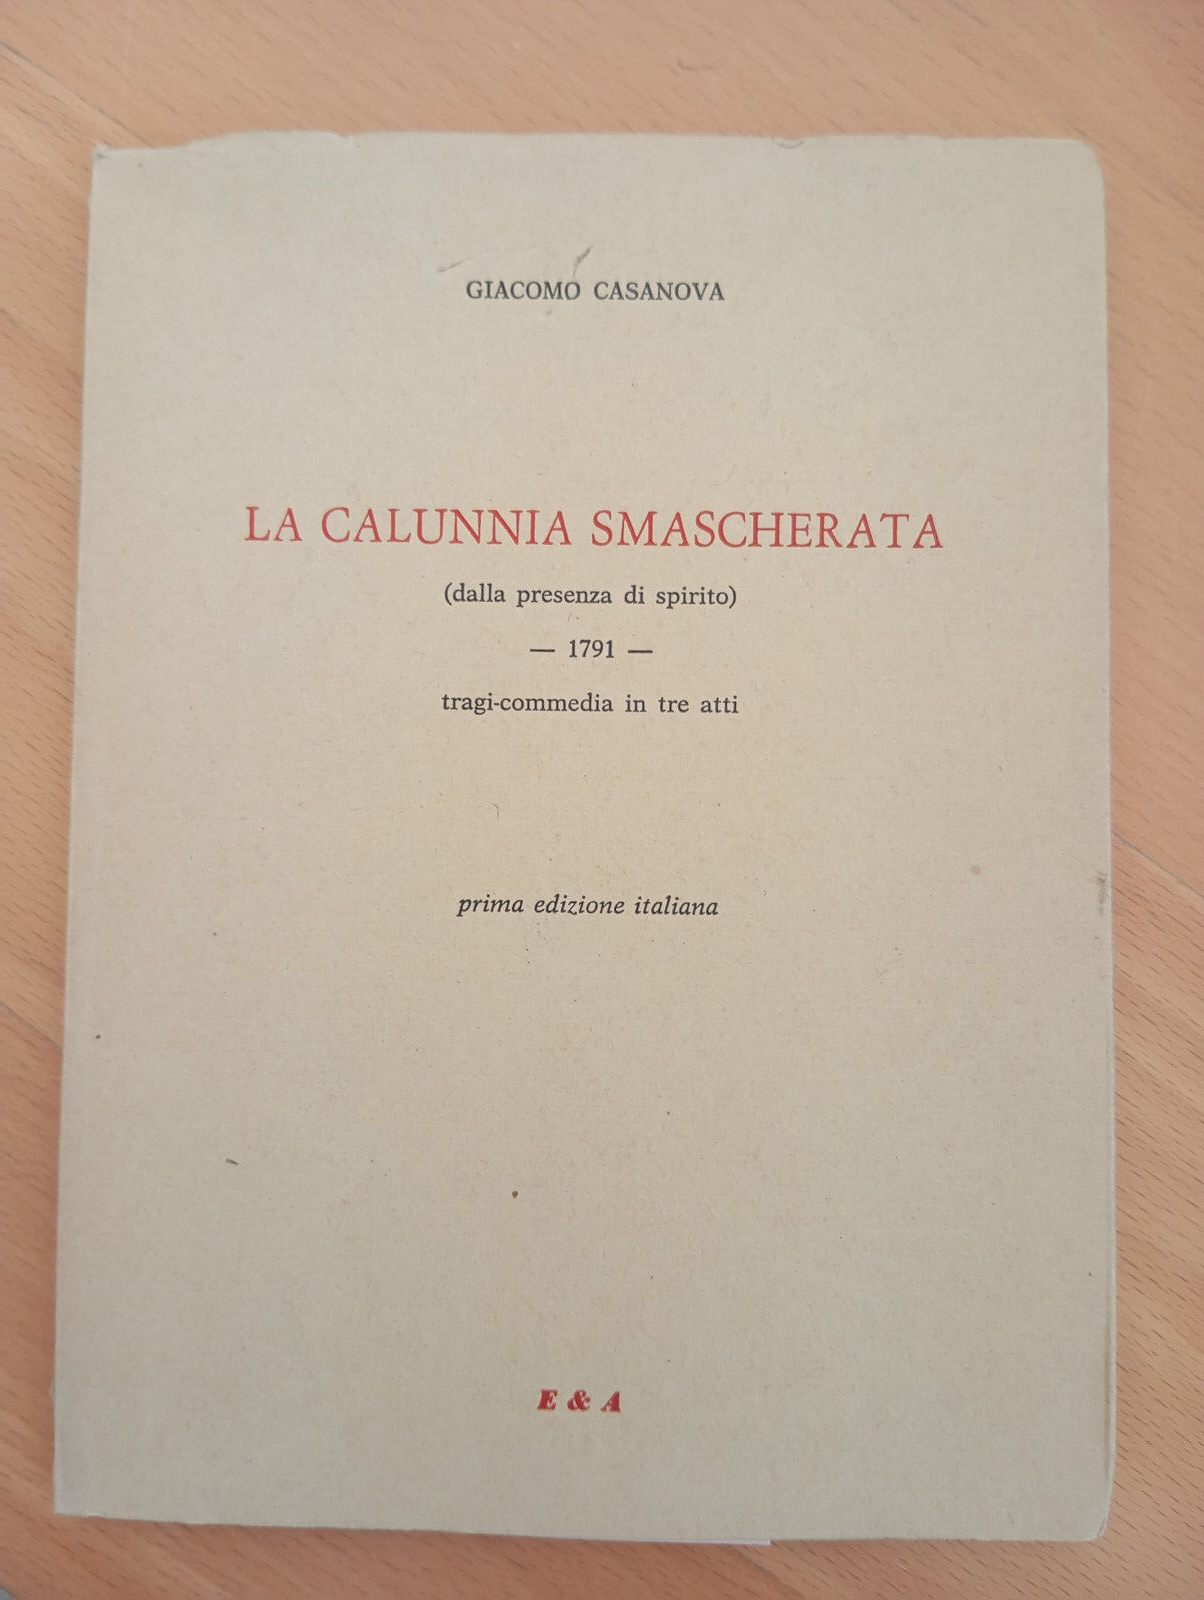 GIACOMO CASANOVA
LA CALUNNIA SMASCHERATA
(dalla presenza di spirito)
— 1791 —
tragi-commedia in tre atti
prima edizione italiana
E & A